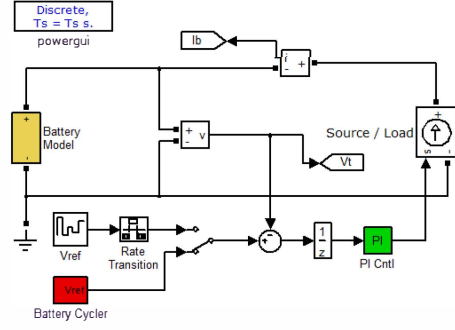 Discrete,
Ts = Ts s.
powergui
Ib
i
- +
+
Battery
Model
-
+
-
v
Source / Load
+
s
-
Vt
Vref
Rate
Transition
+
-
1
z
PI
PI Cntl
Vref
Battery Cycler